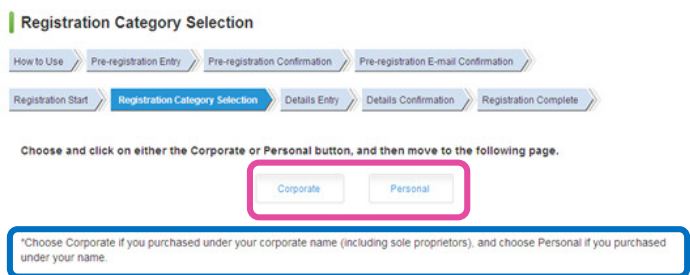 Registration Category Selection
How to Use Pre-registration Entry Pre-registration Confirmation Pre-registration E-mail Confirmation
Registration Start Registration Category Selection Details Entry Details Confirmation Registration Complete
Choose and click on either the Corporate or Personal button, and then move to the following page.
Corporate Personal
*Choose Corporate if you purchased under your corporate name (including sole proprietors), and choose Personal if you purchased
under your name.